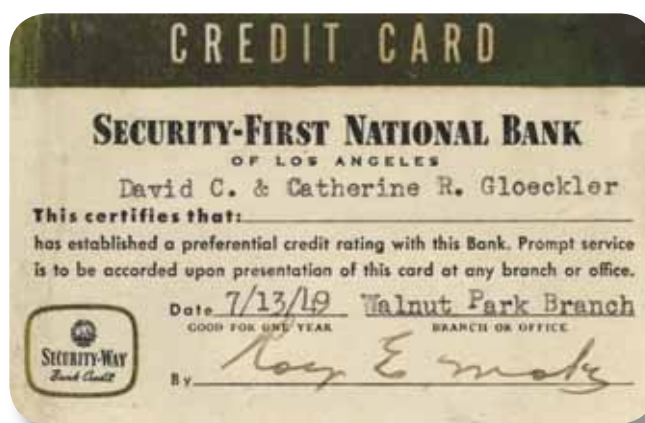 CREDIT CARD
SECURITY-FIRST NATIONAL BANK
OF LOS ANGELES
David C. & Catherine R. Gloeckler
This certifies that:
has established a preferential credit rating with this Bank. Prompt service
is to be accorded upon presentation of this card at any branch or office.
Date 7/13/49 Walnut Park Branch
GOOD FOR ONE YEAR BRANCH OR OFFICE
SECURITY-WAY
Bank Credit
By Roy E